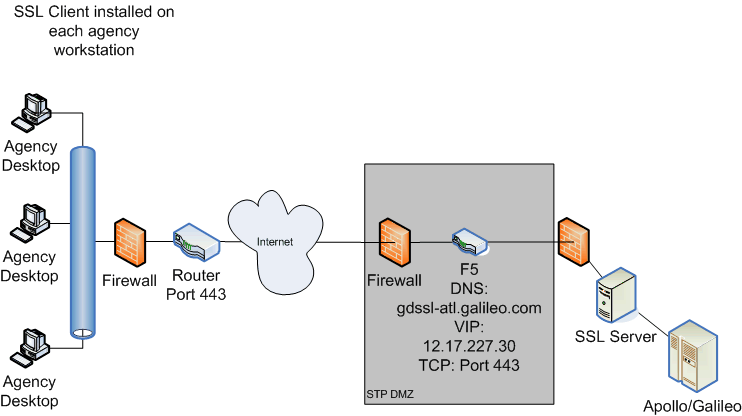 SSL Client installed on
each agency
workstation
Agency
Desktop
Agency
Desktop
Agency
Desktop
Firewall
Router
Port 443
Internet
Firewall
F5
DNS:
gdssl-atl.galileo.com
VIP:
12.17.227.30
TCP: Port 443
STP DMZ
SSL Server
Apollo/Galileo